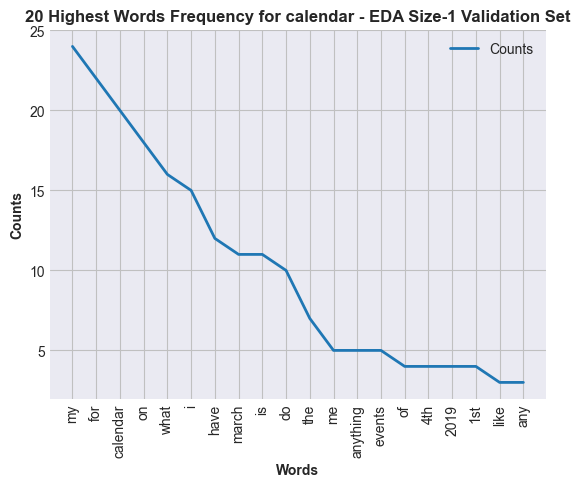 20 Highest Words Frequency for calendar - EDA Size-1 Validation Set
25
Counts
20
15
10
5
Counts
my
for
calendar
on
what
i
have
march
is
do
the
me
anything
events
of
4th
2019
1st
like
any
Words